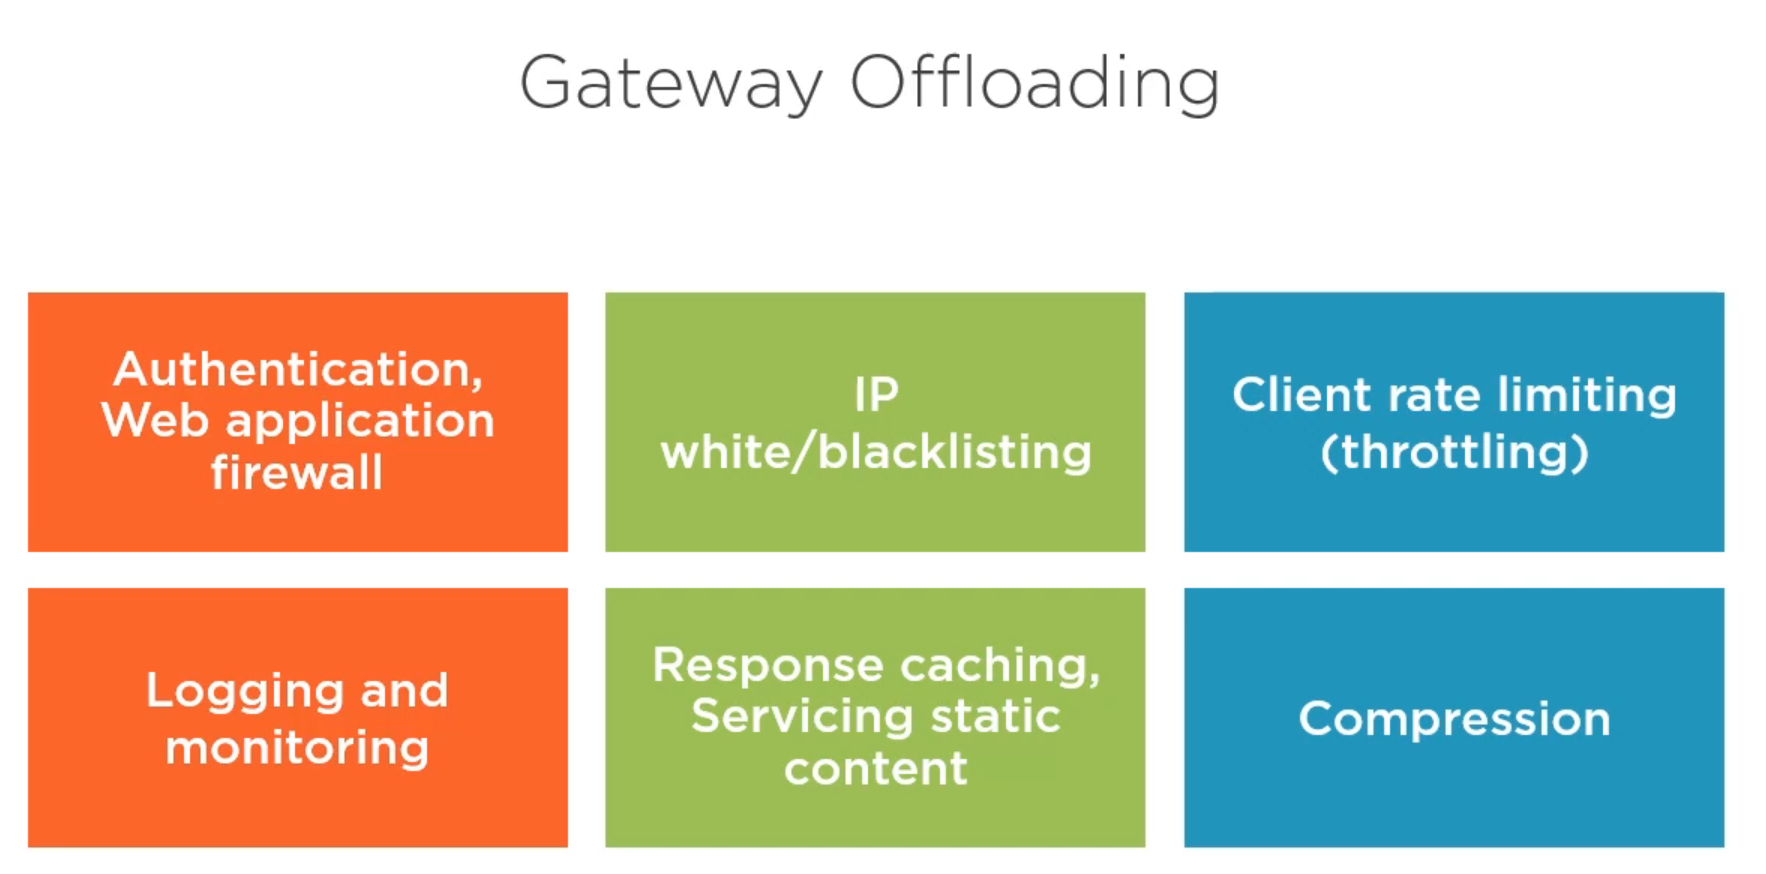 Gateway Offloading
Authentication,
Web application
firewall
IP
white/blacklisting
Client rate limiting
(throttling)
Logging and
monitoring
Response caching,
Servicing static
content
Compression